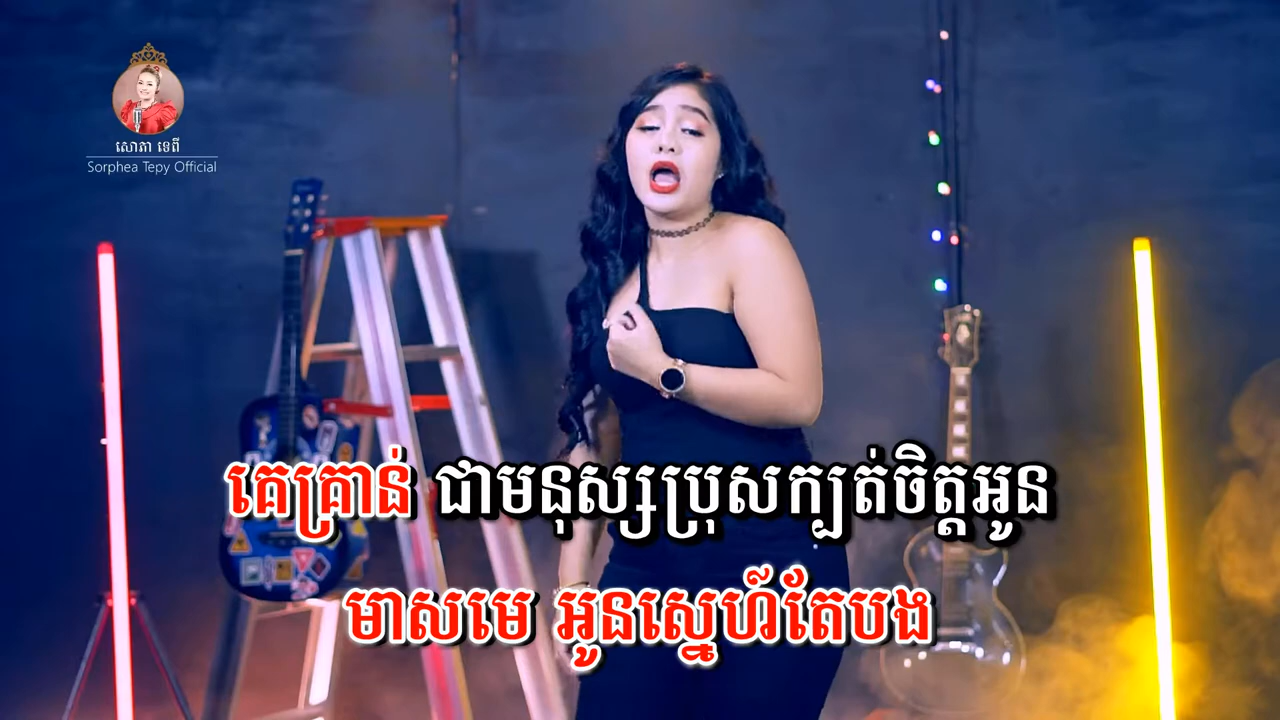 សោភា ទេពី
Sorphea Tepy Official
គេគ្រាន់ ជាមនុស្សប្រុសក្បត់ចិត្តអូន
មាសមេ អូនស្នេហ៍តែបង